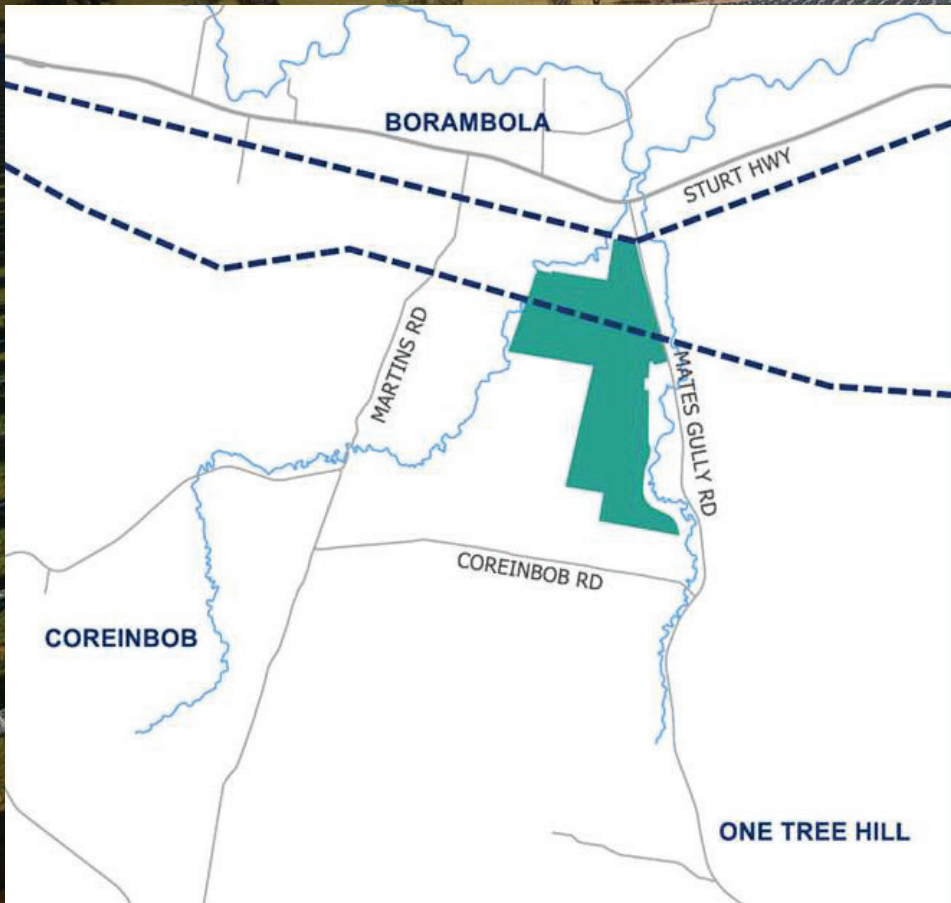 BORAMBOLA
STURT HWY
MARTINS RD
MATES GULLY RD
COREINBOB RD
COREINBOB
ONE TREE HILL